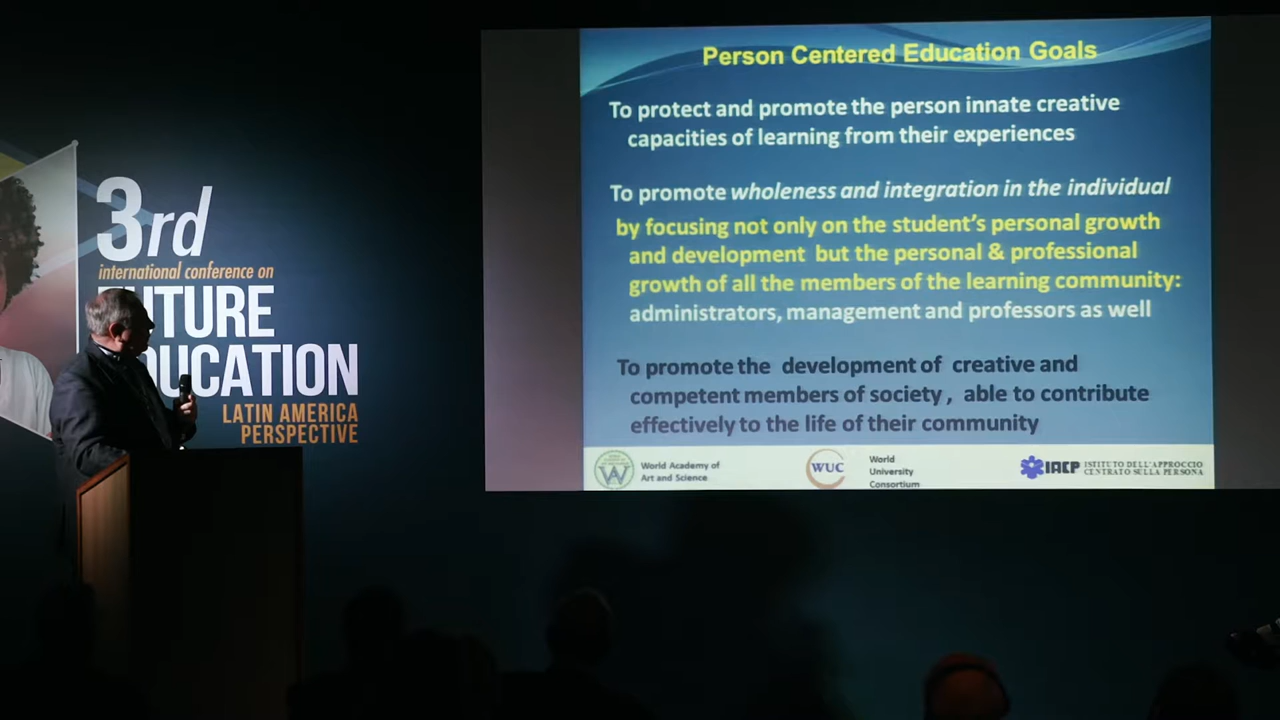 3rd
international conference on
FUTURE
EDUCATION
LATIN AMERICA
PERSPECTIVE
Person Centered Education Goals
To protect and promote the person innate creative
capacities of learning from their experiences
To promote wholeness and integration in the individual
by focusing not only on the student's personal growth
and development but the personal & professional
growth of all the members of the learning community:
administrators, management and professors as well
To promote the development of creative and
competent members of society, able to contribute
effectively to the life of their community
W
World Academy of
Art and Science
WUC
World
University
Consortium
IACP
ISTITUTO DELL'APPROCCIO
CENTRATO SULLA PERSONA